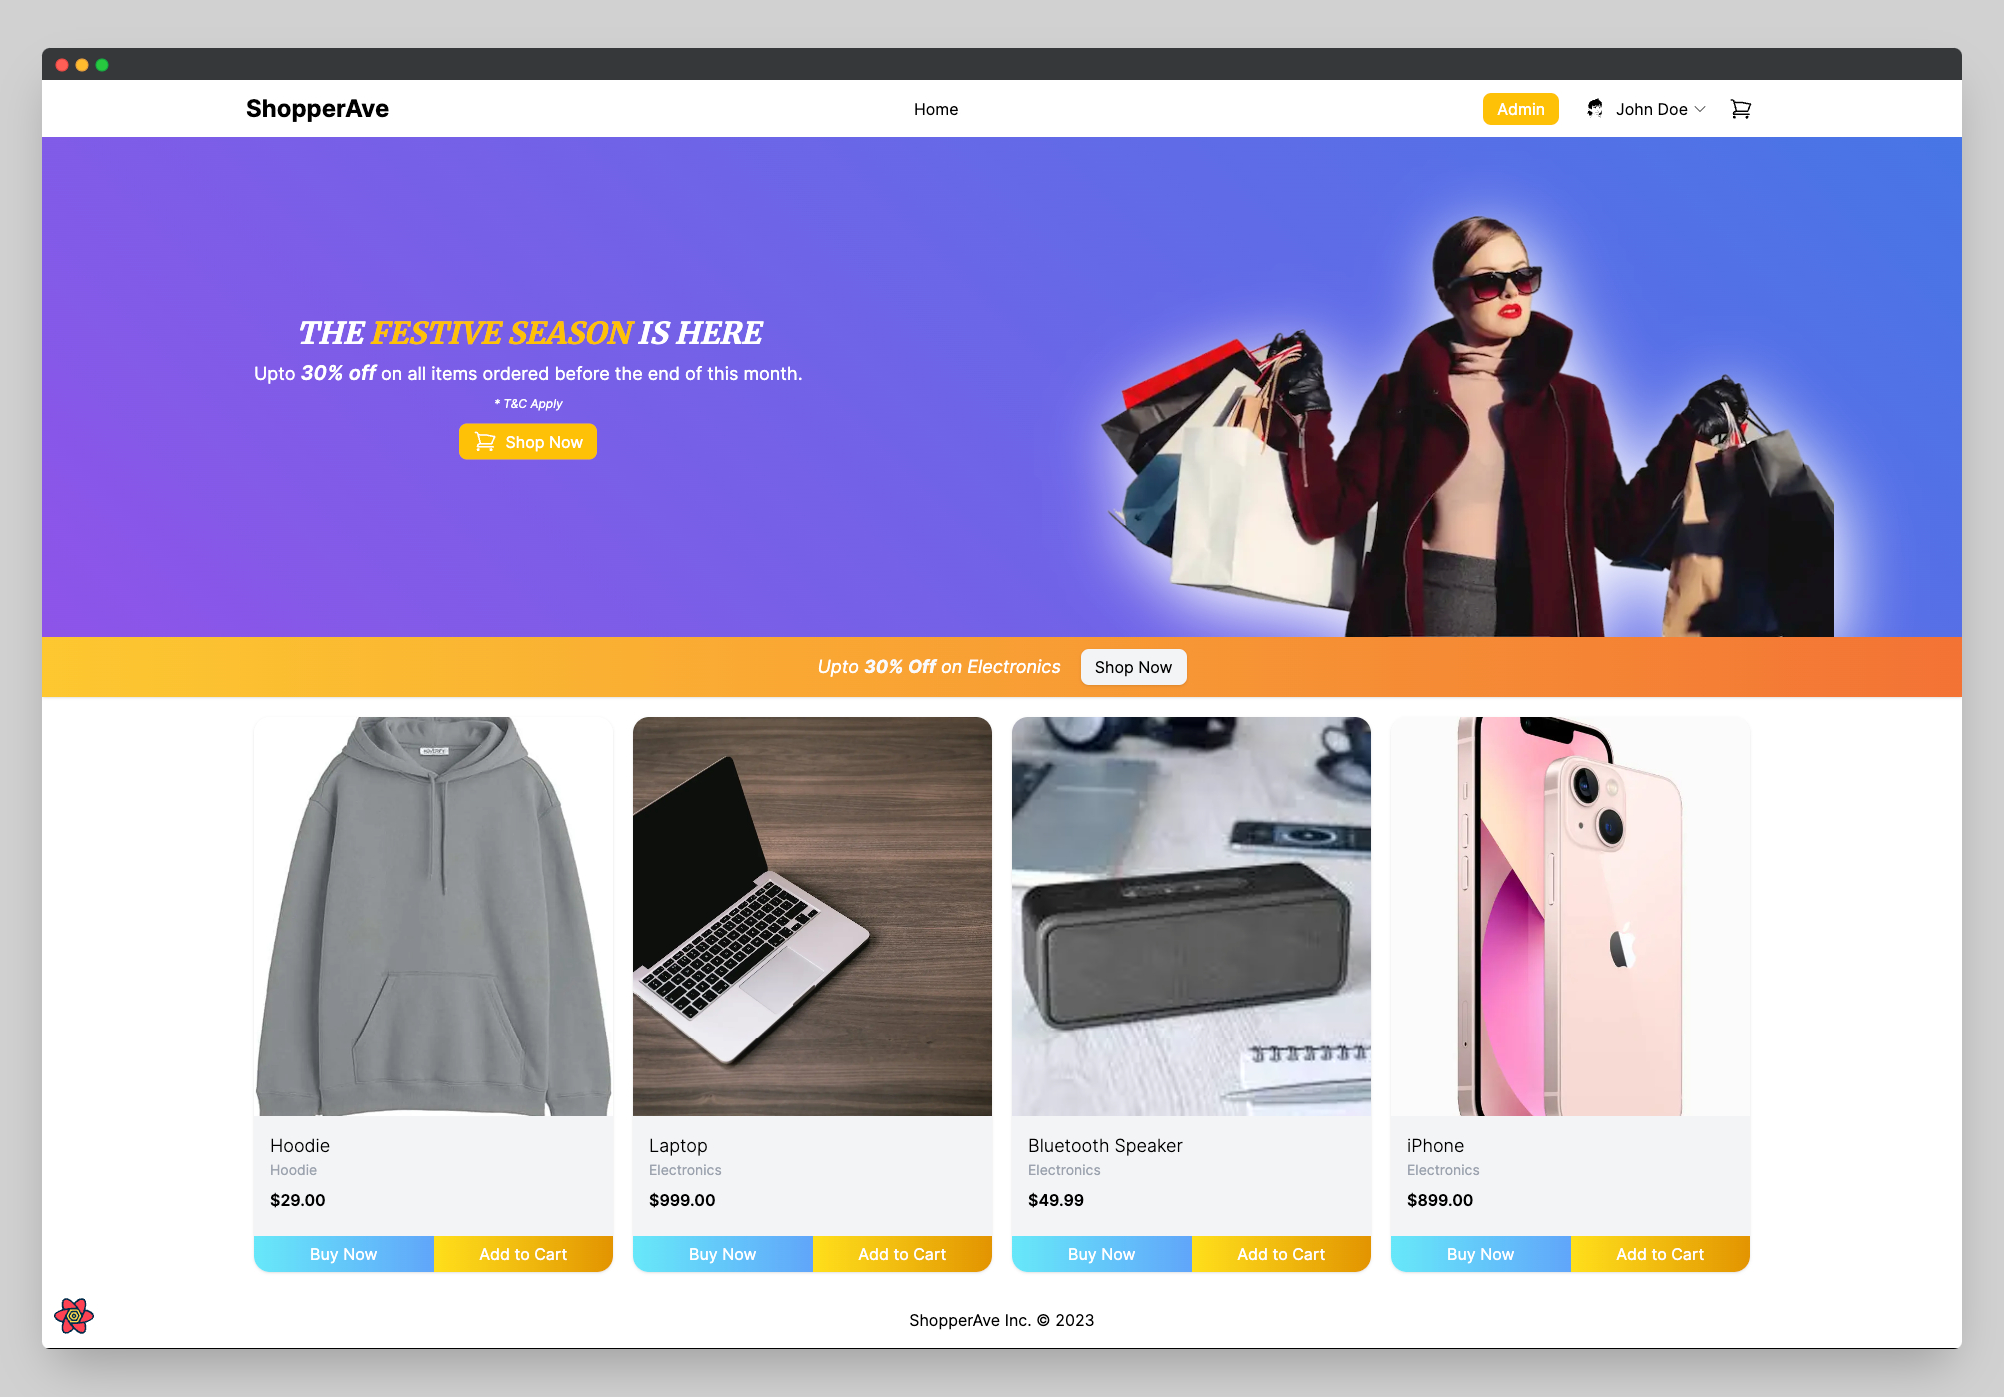 ShopperAve
Home
Admin
John Doe
THE FESTIVE SEASON IS HERE
Upto 30% off on all items ordered before the end of this month.
* T&C Apply
Shop Now
Upto 30% Off on Electronics
Shop Now
Hoodie
Hoodie
$29.00
Buy Now
Add to Cart
Laptop
Electronics
$999.00
Buy Now
Add to Cart
Bluetooth Speaker
Electronics
$49.99
Buy Now
Add to Cart
iPhone
Electronics
$899.00
Buy Now
Add to Cart
ShopperAve Inc. © 2023